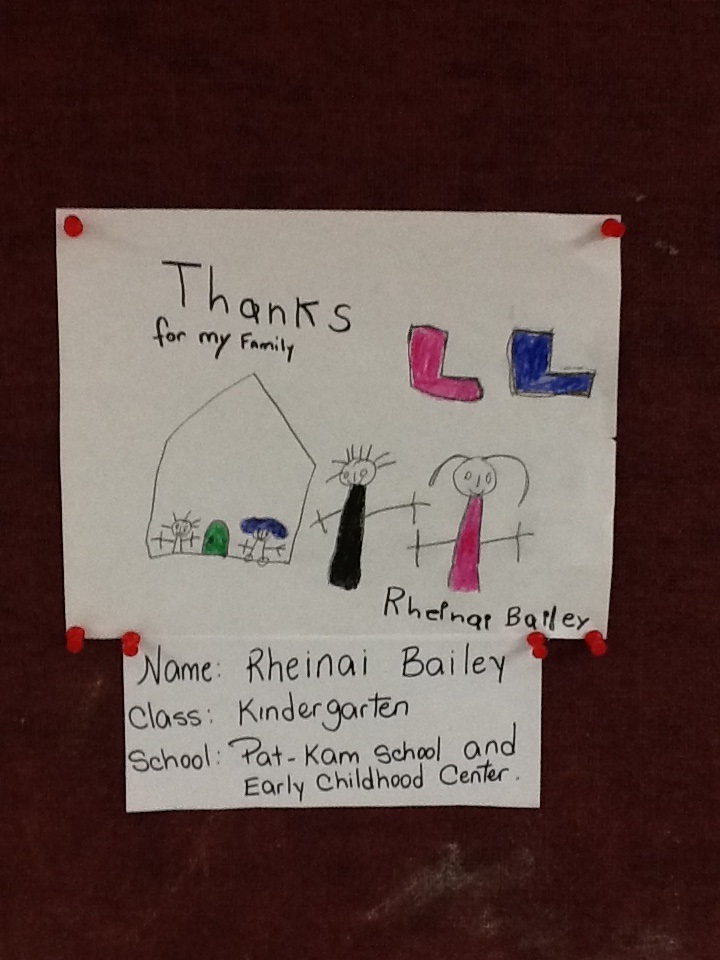 Thanks
for my Family
Rheinai Bailey
Name: Rheinai Bailey
Class: Kindergarten
School: Pat-Kam School and
Early Childhood Center.